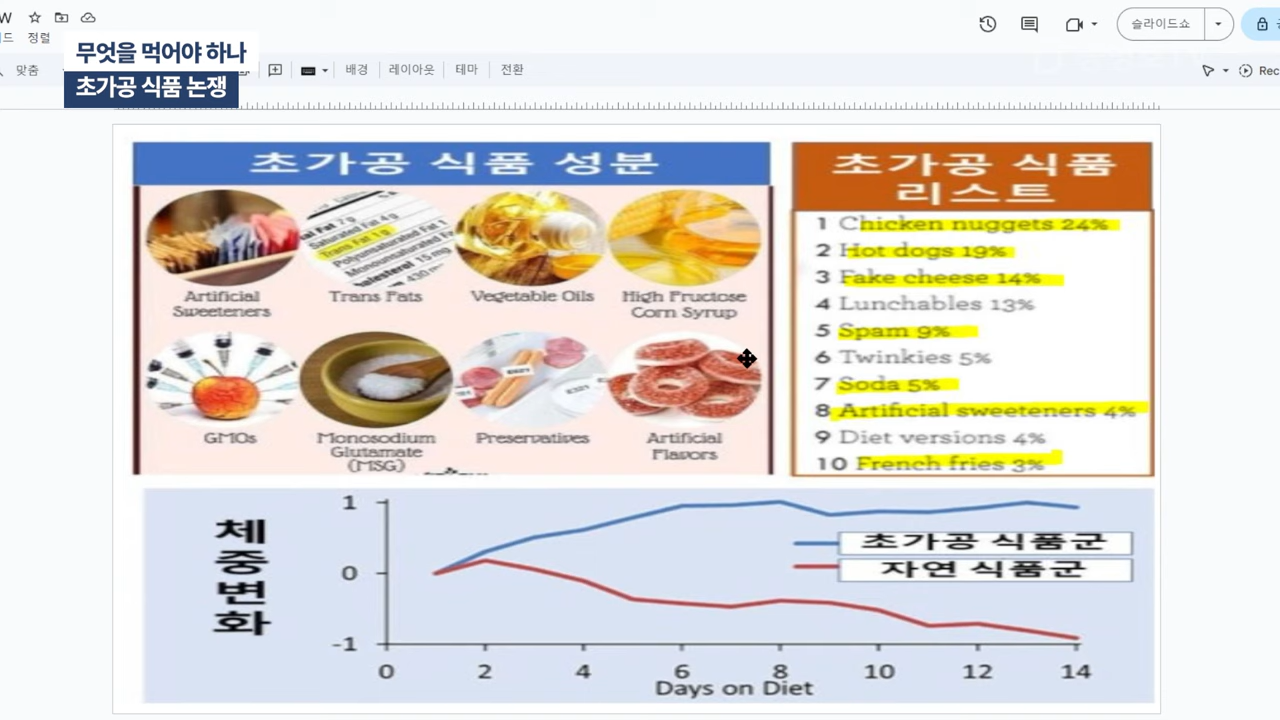 W
드 정렬
슬라이드쇼
무엇을 먹어야 하나
초가공 식품 논쟁
맞춤
배경 레이아웃 테마 전환
Rec
초가공 식품 성분
Trans Fat 1 g
Artificial
Sweeteners
Trans Fats
Vegetable Oils
High Fructose
Corn Syrup
GMOs
Monosodium
Glutamate
(MSG)
Preservatives
Artificial
Flavors
초가공 식품
리스트
1 Chicken nuggets 24%
2 Hot dogs 19%
3 Fake cheese 14%
4 Lunchables 13%
5 Spam 9%
6 Twinkies 5%
7 Soda 5%
8 Artificial sweeteners 4%
9 Diet versions 4%
10 French fries 3%
체
중
변
화
1
0
-1
초가공 식품군
자연 식품군
0 2 4 6 8 10 12 14
Days on Diet